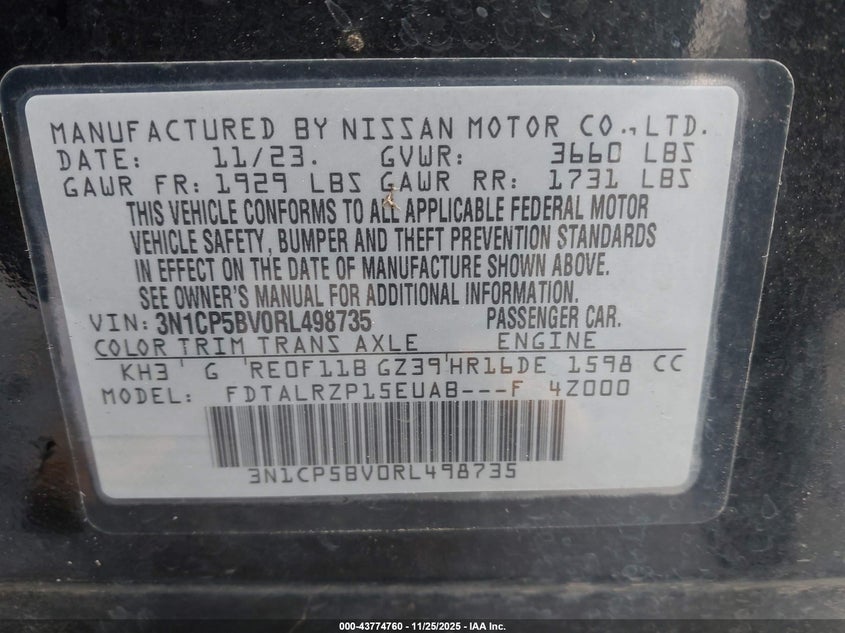 MANUFACTURED BY NISSAN MOTOR CO., LTD.
DATE: 11/23. GVWR: 3660 LBS
GAWR FR: 1929 LBS GAWR RR: 1731 LBS
THIS VEHICLE CONFORMS TO ALL APPLICABLE FEDERAL MOTOR
VEHICLE SAFETY, BUMPER AND THEFT PREVENTION STANDARDS
IN EFFECT ON THE DATE OF MANUFACTURE SHOWN ABOVE.
SEE OWNER'S MANUAL FOR ADDITIONAL INFORMATION.
VIN: 3N1CP5BV0RL498735 PASSENGER CAR.
COLOR TRIM TRANS AXLE ENGINE
KH3 G RE0F11B GZ39 HR16DE 1598 CC
MODEL: FDTALRZP15EUAB---F 4Z000
3N1CP5BV0RL498735
000-43774760 - 11/25/2025 - IAA Inc.